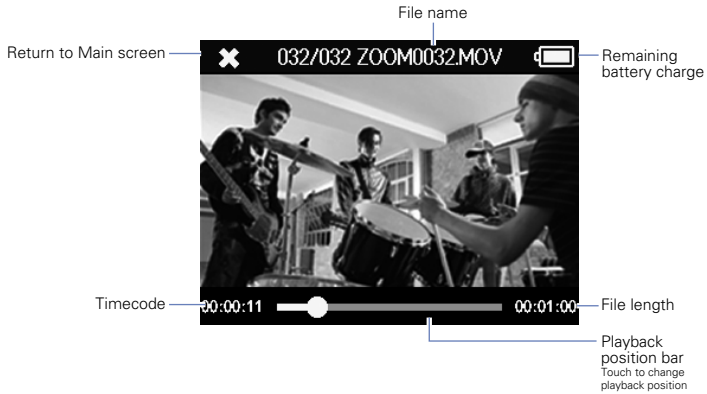 File name
Return to Main screen
032/032 ZOOM0032.MOV
Remaining
battery charge
Timecode
00:00:11
00:01:00
File length
Playback
position bar
Touch to change
playback position